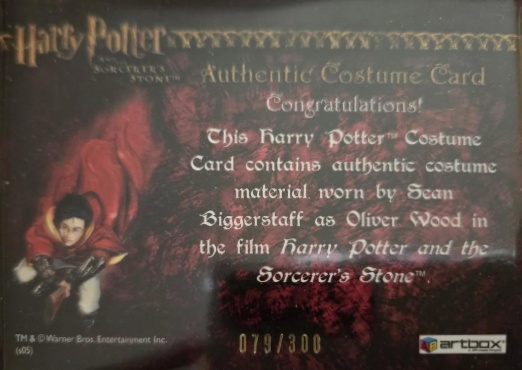 Harry Potter
AND THE
SORCERER'S
STONE™
Authentic Costume Card
Congratulations!
This Harry Potter™ Costume
Card contains authentic costume
material worn by Sean
Biggerstaff as Oliver Wood in
the film Harry Potter and the
Sorcerer's Stone™.
TM & © Warner Bros. Entertainment Inc.
(s05)
079/300
artbox